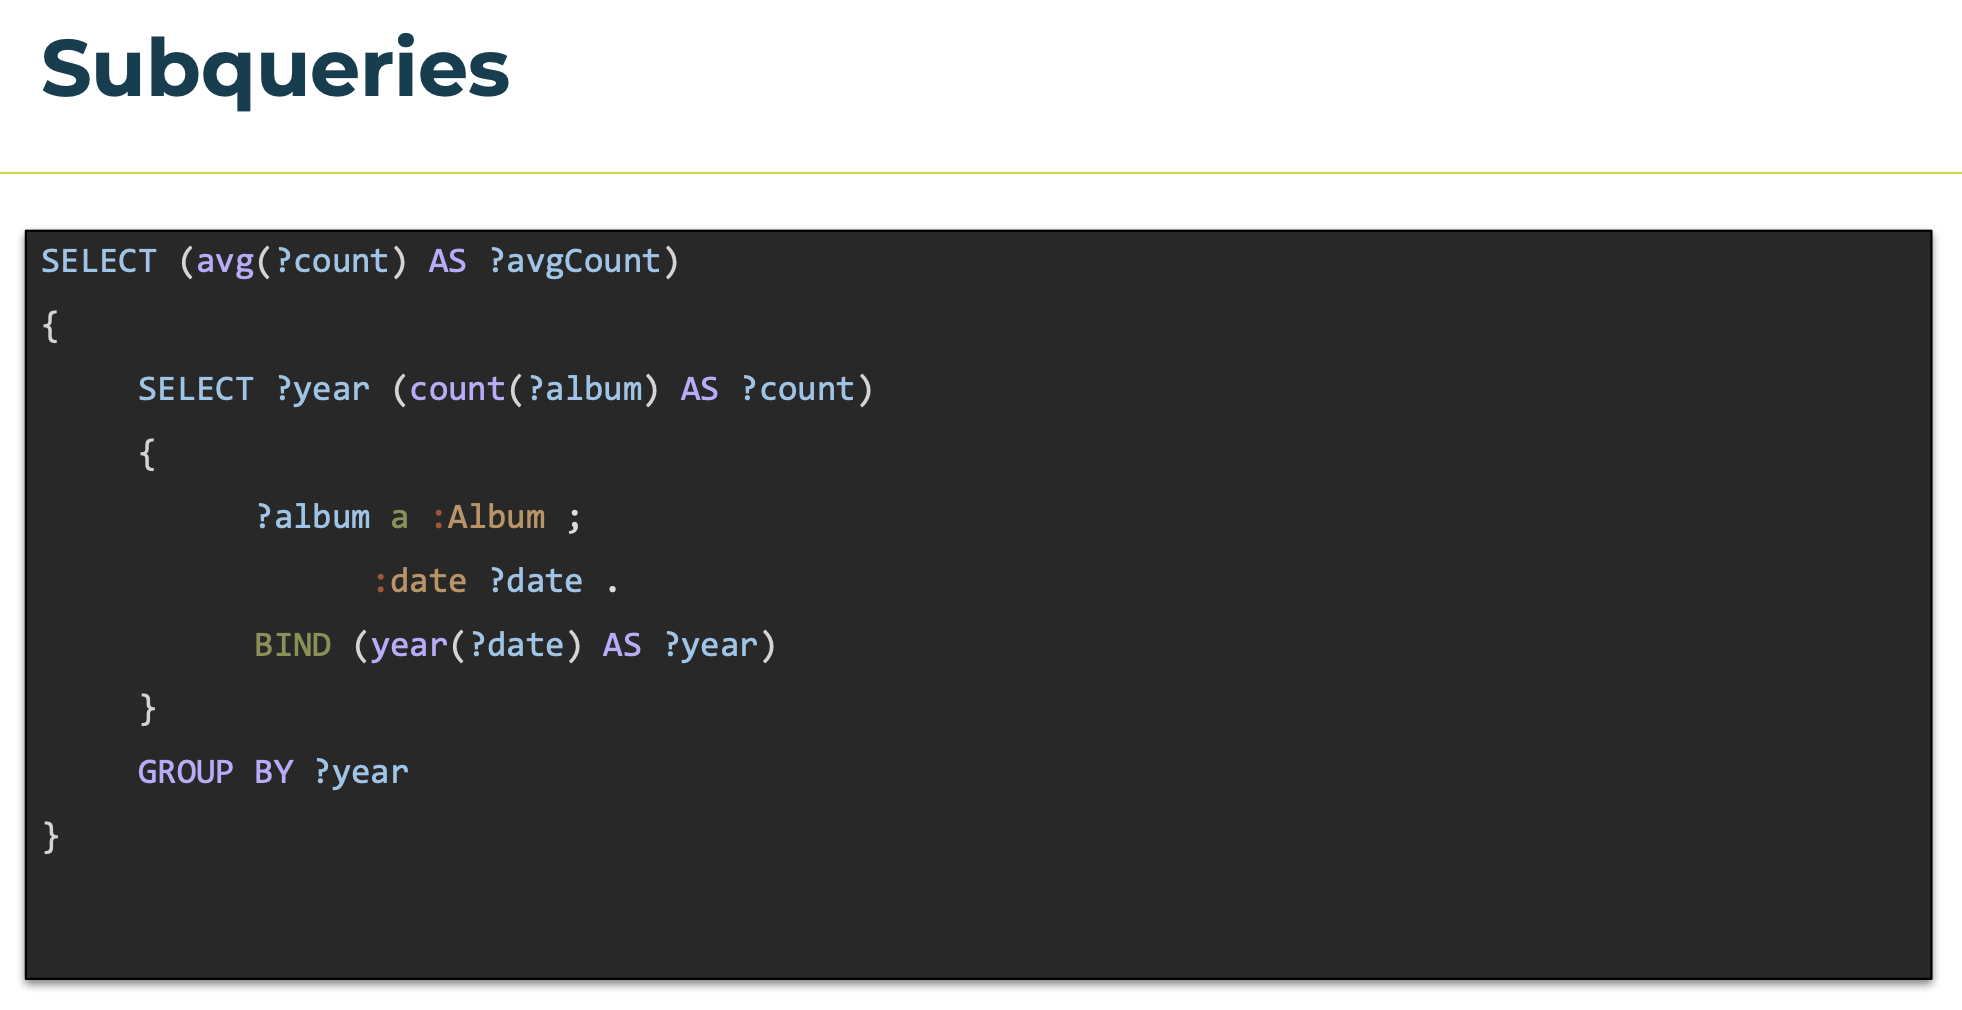 Subqueries
SELECT (avg(?count) AS ?avgCount)
{
SELECT ?year (count(?album) AS ?count)
{
?album a :Album ;
:date ?date .
BIND (year(?date) AS ?year)
}
GROUP BY ?year
}